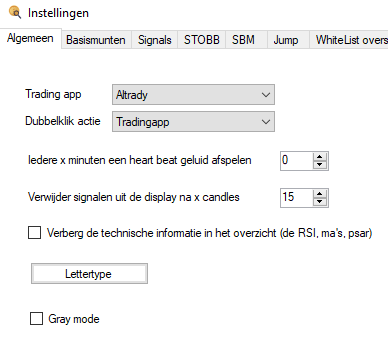 Instellingen
Algemeen Basismunten Signals STOBB SBM Jump WhiteList overs
Trading app Altrady
Dubbelklik actie Tradingapp
Iedere x minuten een heart beat geluid afspelen 0
Verwijder signalen uit de display na x candles 15
Verberg de technische informatie in het overzicht (de RSI, ma's, psar)
Lettertype
Gray mode